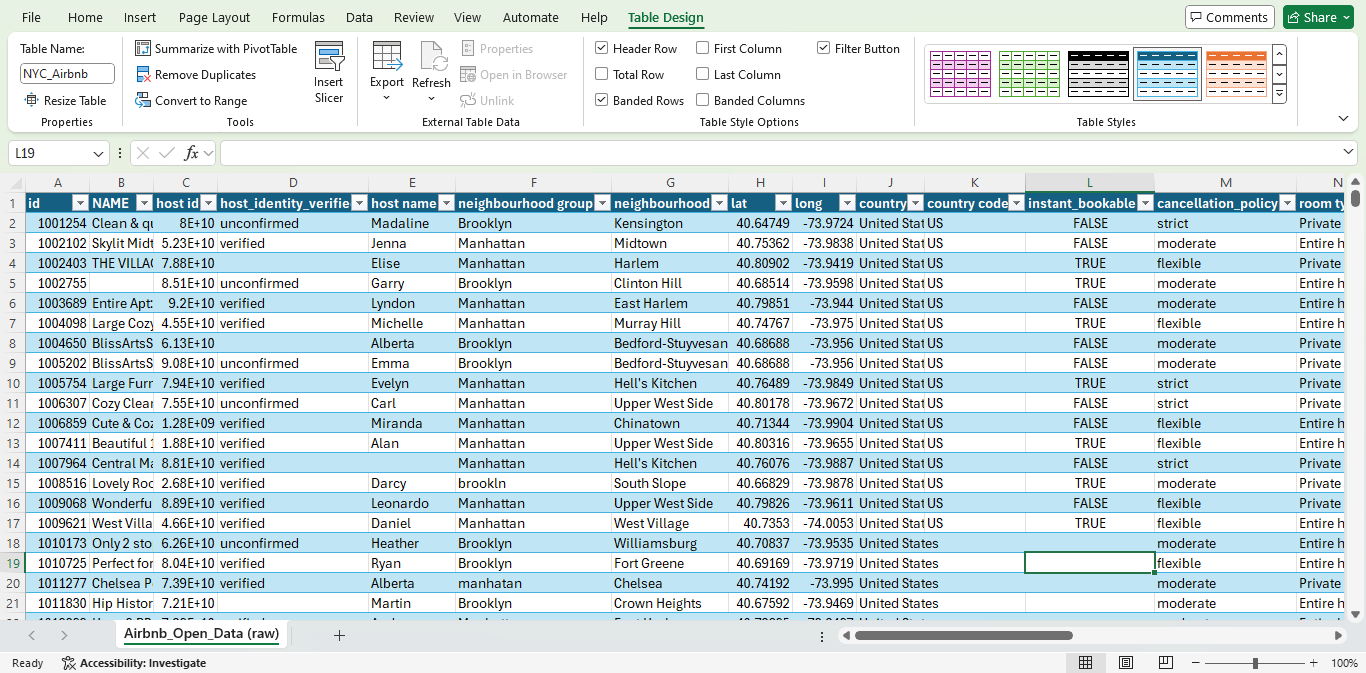 File Home Insert Page Layout Formulas Data Review View Automate Help Table Design Comments Share
Table Name: Summarize with PivotTable Properties Header Row First Column Filter Button
NYC_Airbnb Remove Duplicates Insert Slicer Export Refresh Open in Browser Total Row Last Column
Resize Table Convert to Range Unlink Banded Rows Banded Columns
Properties Tools External Table Data Table Style Options Table Styles
L19 fx
A B C D E F G H I J K L M N
1 id NAME host id host_identity_verifie host name neighbourhood group neighbourhood lat long country country code instant_bookable cancellation_policy room ty
2 1001254 Clean & qu 8E+10 unconfirmed Madaline Brooklyn Kensington 40.64749 -73.9724 United Stat US FALSE strict Private
3 1002102 Skylit Midt 5.23E+10 verified Jenna Manhattan Midtown 40.75362 -73.9838 United Stat US FALSE moderate Entire h
4 1002403 THE VILLA 7.88E+10 Elise Manhattan Harlem 40.80902 -73.9419 United Stat US TRUE flexible Private
5 1002755 8.51E+10 unconfirmed Garry Brooklyn Clinton Hill 40.68514 -73.9598 United Stat US TRUE moderate Entire h
6 1003689 Entire Apt: 9.2E+10 verified Lyndon Manhattan East Harlem 40.79851 -73.944 United Stat US FALSE moderate Entire h
7 1004098 Large Cozy 4.55E+10 verified Michelle Manhattan Murray Hill 40.74767 -73.975 United Stat US TRUE flexible Entire h
8 1004650 BlissArtsS 6.13E+10 Alberta Brooklyn Bedford-Stuyvesan 40.68688 -73.956 United Stat US FALSE moderate Private
9 1005202 BlissArtsS 9.08E+10 unconfirmed Emma Brooklyn Bedford-Stuyvesan 40.68688 -73.956 United Stat US FALSE moderate Private
10 1005754 Large Furr 7.94E+10 verified Evelyn Manhattan Hell's Kitchen 40.76489 -73.9849 United Stat US TRUE strict Private
11 1006307 Cozy Clear 7.55E+10 unconfirmed Carl Manhattan Upper West Side 40.80178 -73.9672 United Stat US FALSE strict Private
12 1006859 Cute & Coz 1.28E+09 verified Miranda Manhattan Chinatown 40.71344 -73.9904 United Stat US FALSE flexible Entire h
13 1007411 Beautiful 1 1.88E+10 verified Alan Manhattan Upper West Side 40.80316 -73.9655 United Stat US TRUE flexible Entire h
14 1007964 Central Ma 8.81E+10 verified Manhattan Hell's Kitchen 40.76076 -73.9887 United Stat US FALSE strict Private
15 1008516 Lovely Roo 2.68E+10 verified Darcy brookln South Slope 40.66829 -73.9878 United Stat US TRUE moderate Private
16 1009068 Wonderfu 8.89E+10 verified Leonardo Manhattan Upper West Side 40.79826 -73.9611 United Stat US FALSE flexible Private
17 1009621 West Villa 4.66E+10 verified Daniel Manhattan West Village 40.7353 -74.0053 United Stat US TRUE flexible Entire h
18 1010173 Only 2 sto 6.26E+10 unconfirmed Heather Brooklyn Williamsburg 40.70837 -73.9535 United States moderate Entire h
19 1010725 Perfect for 8.04E+10 verified Ryan Brooklyn Fort Greene 40.69169 -73.9719 United States flexible Entire h
20 1011277 Chelsea P 7.39E+10 verified Alberta manhatan Chelsea 40.74192 -73.995 United States moderate Private
21 1011830 Hip Histor 7.21E+10 Martin Brooklyn Crown Heights 40.67592 -73.9469 United States moderate Entire h
Airbnb_Open_Data (raw)
Ready Accessibility: Investigate 100%